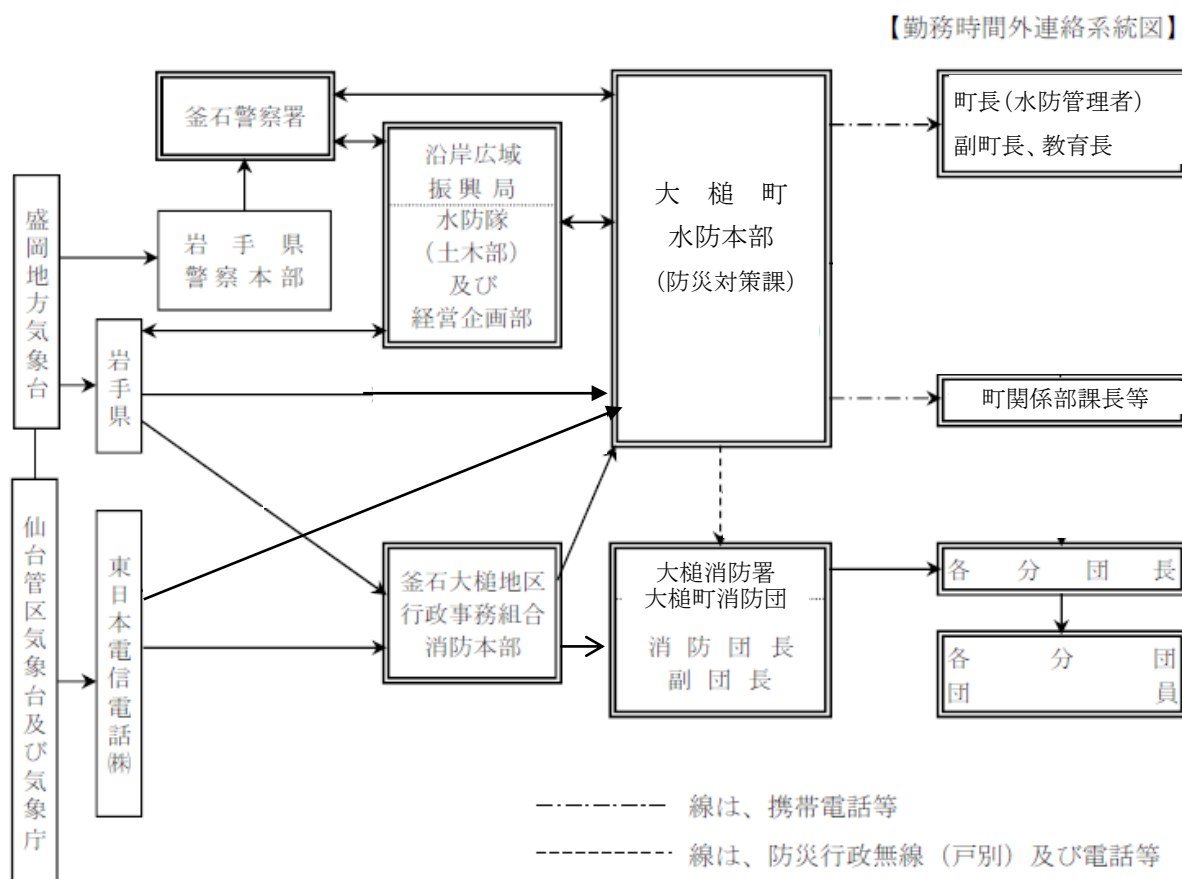 【勤務時間外連絡系統図】
釜石警察署
沿岸広域
振興局
水防隊
(土木部)
及び
経営企画部
大槌町
水防本部
(防災対策課)
町長(水防管理者)
副町長、教育長
盛岡地方気象台
岩手県
警察本部
岩手県
町関係部課長等
仙台管区気象台及び気象庁
東日本電信電話㈱
釜石大槌地区
行政事務組合
消防本部
大槌消防署
大槌町消防団
消防団長
副団長
各分団長
各分団
団員
線は、携帯電話等
線は、防災行政無線(戸別)及び電話等